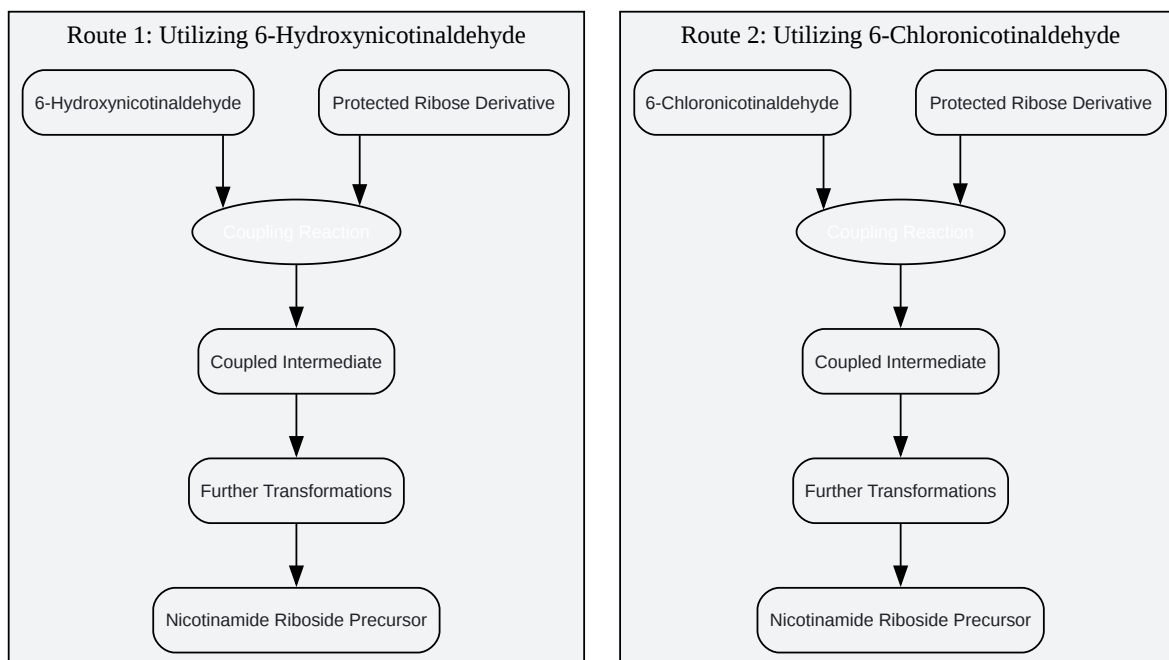 Route 1: Utilizing 6-Hydroxynicotinaldehyde
6-Hydroxynicotinaldehyde
Protected Ribose Derivative
Coupling Reaction
Coupled Intermediate
Further Transformations
Nicotinamide Riboside Precursor
Route 2: Utilizing 6-Chloronicotinaldehyde
6-Chloronicotinaldehyde
Protected Ribose Derivative
Coupling Reaction
Coupled Intermediate
Further Transformations
Nicotinamide Riboside Precursor